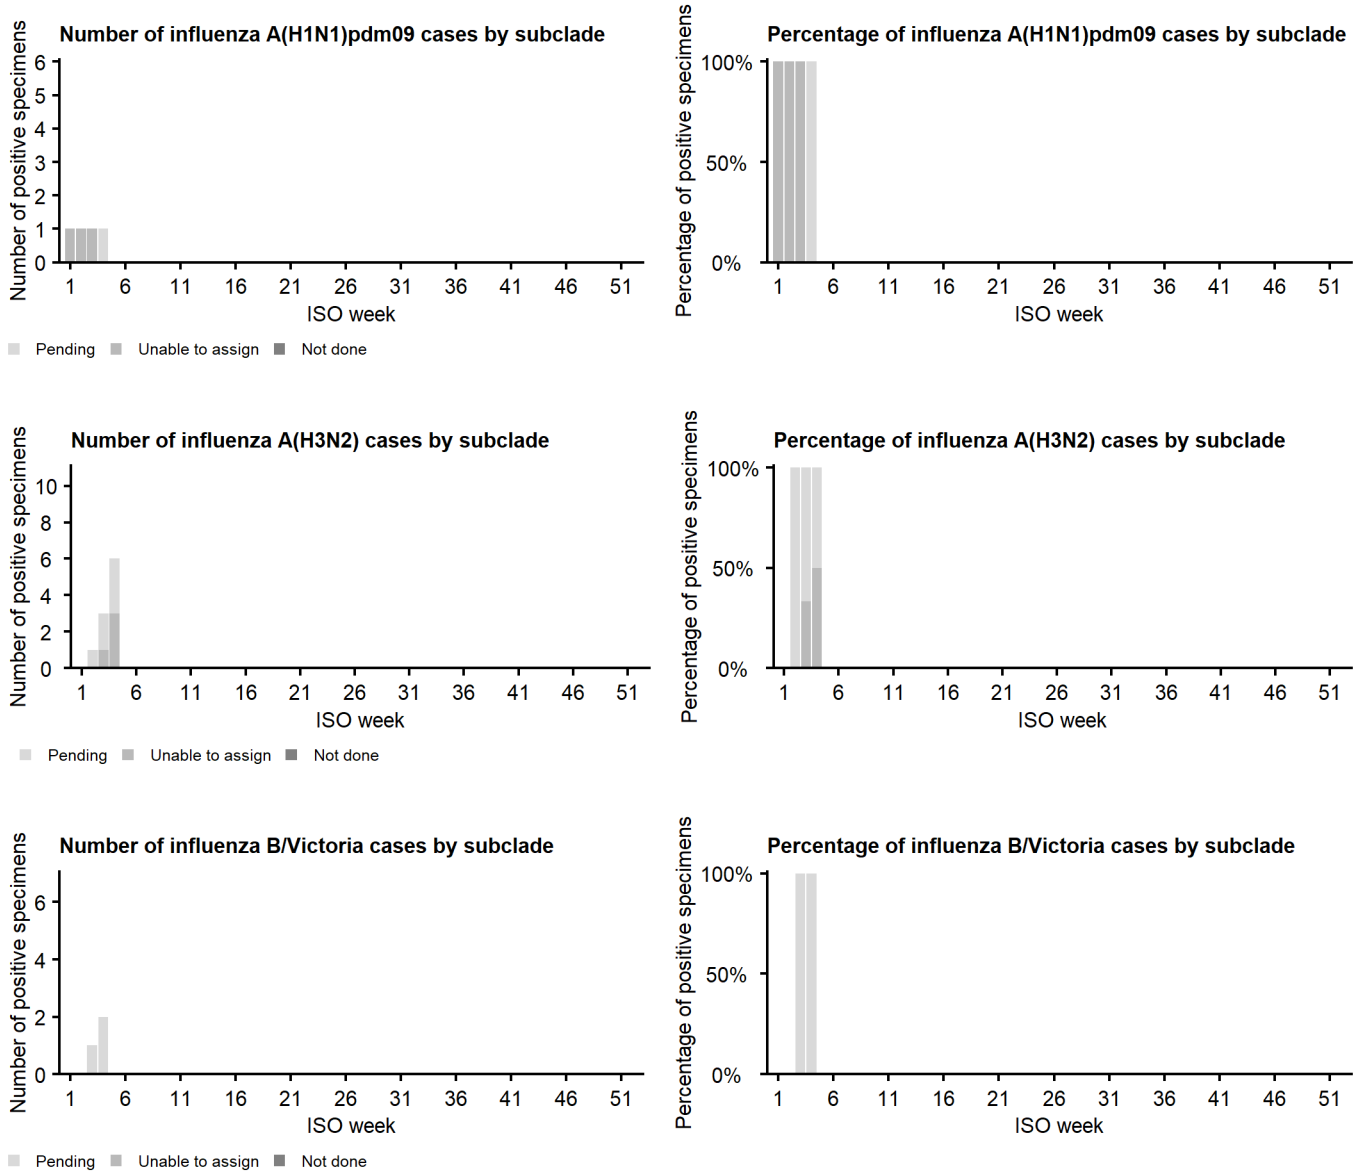 Number of influenza A(H1N1)pdm09 cases by subclade
Number of positive specimens
6
5
4
3
2
1
0
1 6 11 16 21 26 31 36 41 46 51
ISO week
Pending Unable to assign Not done
Percentage of influenza A(H1N1)pdm09 cases by subclade
Percentage of positive specimens
100%
50%
0%
1 6 11 16 21 26 31 36 41 46 51
ISO week
Number of influenza A(H3N2) cases by subclade
Number of positive specimens
10
8
6
4
2
0
1 6 11 16 21 26 31 36 41 46 51
ISO week
Pending Unable to assign Not done
Percentage of influenza A(H3N2) cases by subclade
Percentage of positive specimens
100%
50%
0%
1 6 11 16 21 26 31 36 41 46 51
ISO week
Number of influenza B/Victoria cases by subclade
Number of positive specimens
6
4
2
0
1 6 11 16 21 26 31 36 41 46 51
ISO week
Pending Unable to assign Not done
Percentage of influenza B/Victoria cases by subclade
Percentage of positive specimens
100%
50%
0%
1 6 11 16 21 26 31 36 41 46 51
ISO week